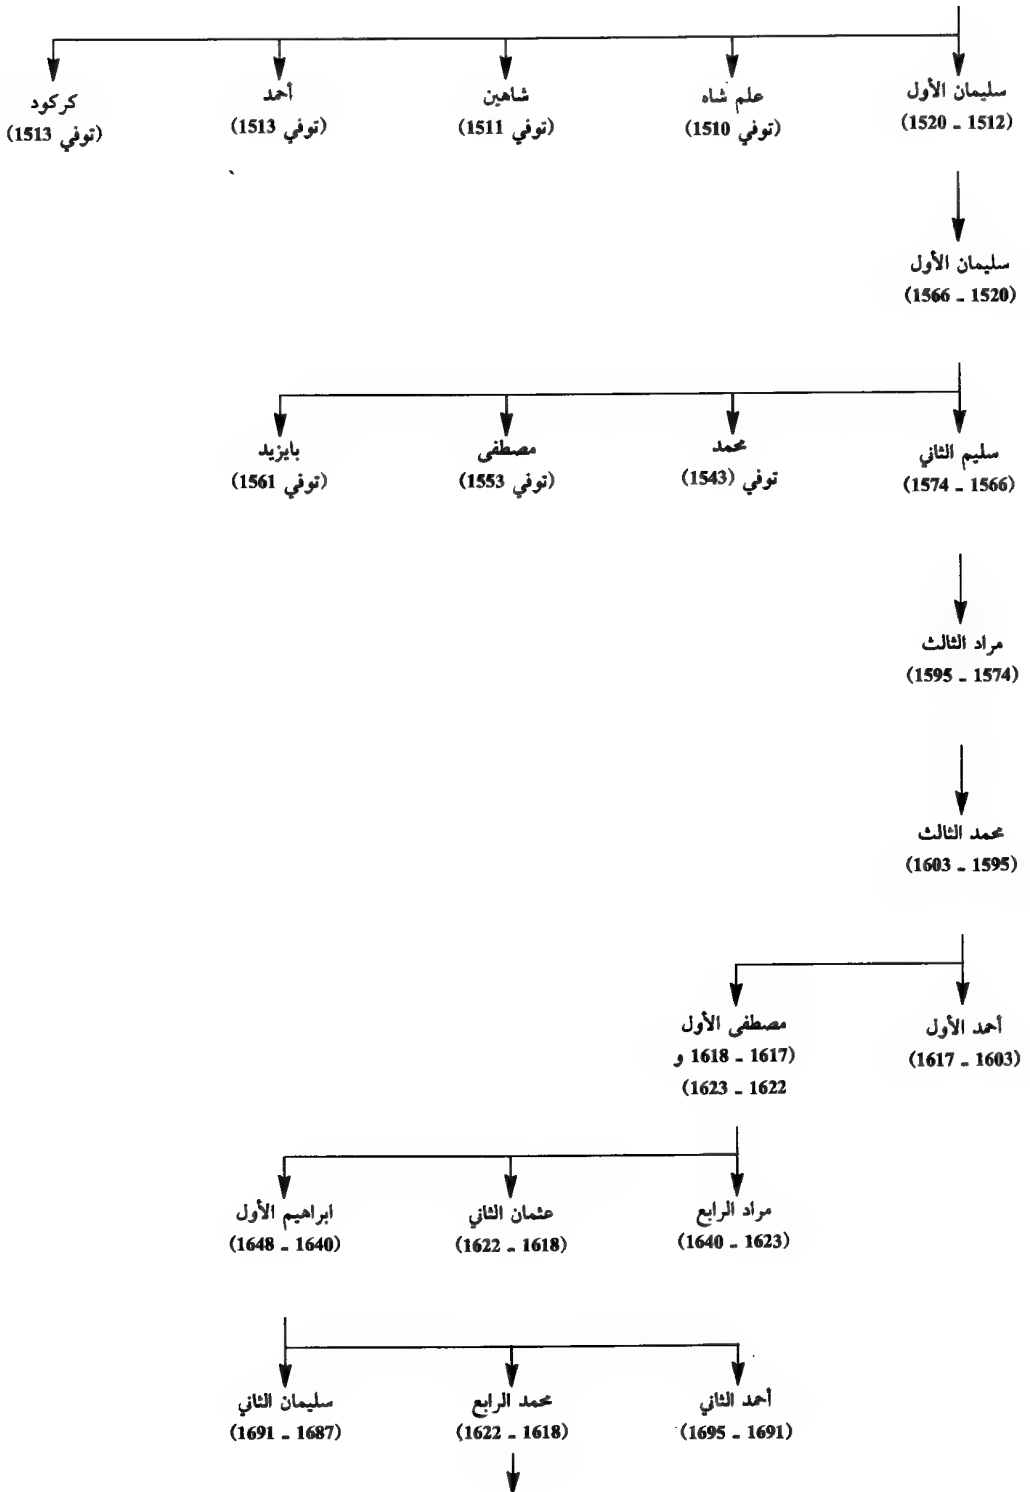 سليمان الأول
(1512 - 1520)
علم شاه
(توفي 1510)
شاهين
(توفي 1511)
أحمد
(توفي 1513)
كركود
(توفي 1513)
سليمان الأول
(1520 - 1566)
سليم الثاني
(1566 - 1574)
محمد
توفي (1543)
مصطفى
(توفي 1553)
بايزيد
(توفي 1561)
مراد الثالث
(1574 - 1595)
محمد الثالث
(1595 - 1603)
أحمد الأول
(1603 - 1617)
مصطفى الأول
(1617 - 1618 و
1622 - 1623)
مراد الرابع
(1623 - 1640)
عثمان الثاني
(1618 - 1622)
ابراهيم الأول
(1640 - 1648)
أحمد الثاني
(1691 - 1695)
محمد الرابع
(1618 - 1622)
سليمان الثاني
(1687 - 1691)